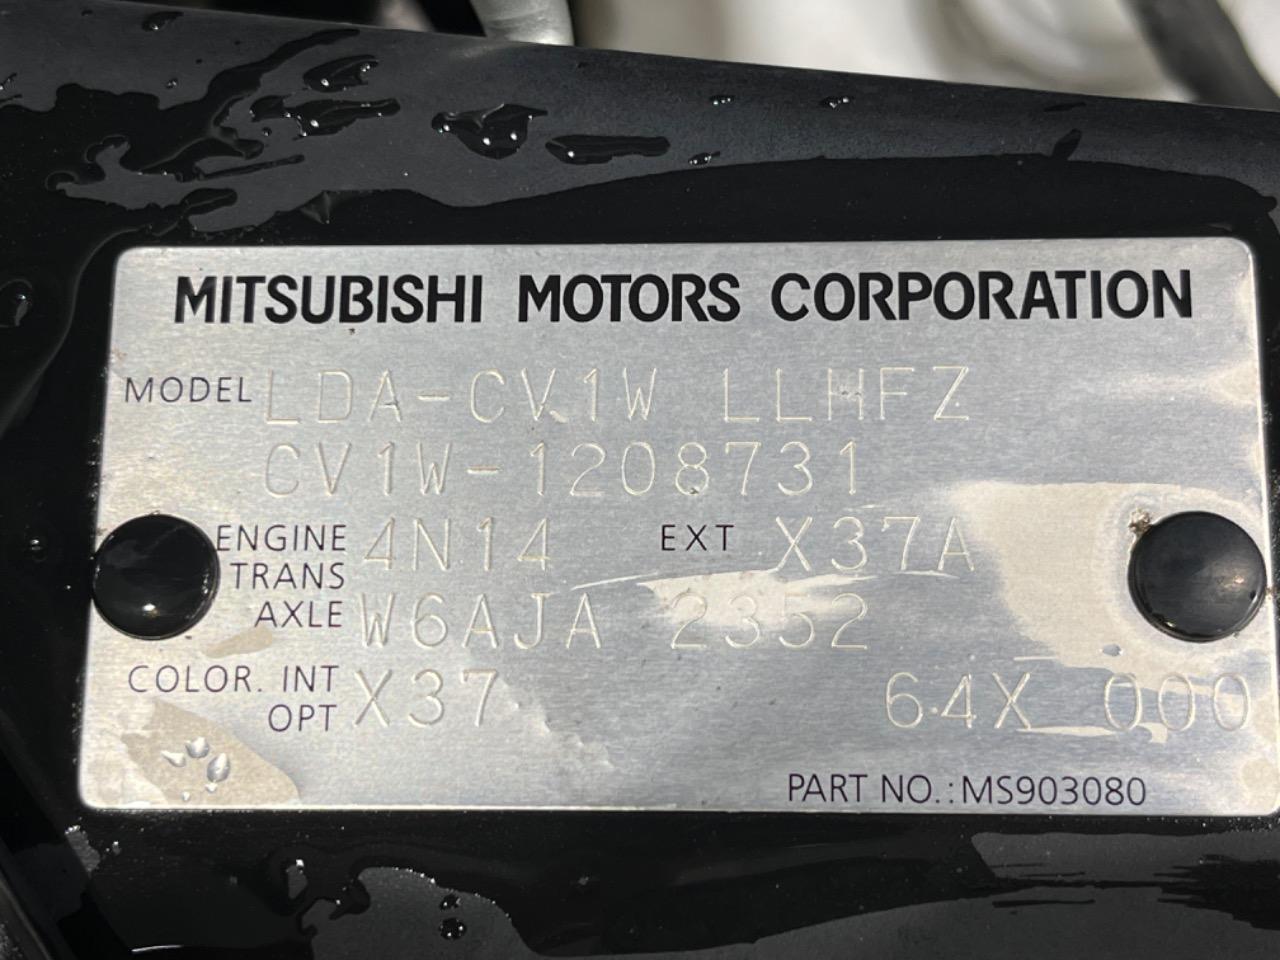 MITSUBISHI MOTORS CORPORATION
MODEL LDA-CV1W LLHFZ
CV1W-1208731
ENGINE 4N14 EXT X37A
TRANS
AXLE W6AJA 2352
COLOR. INT X37 64X 000
OPT
PART NO.:MS903080